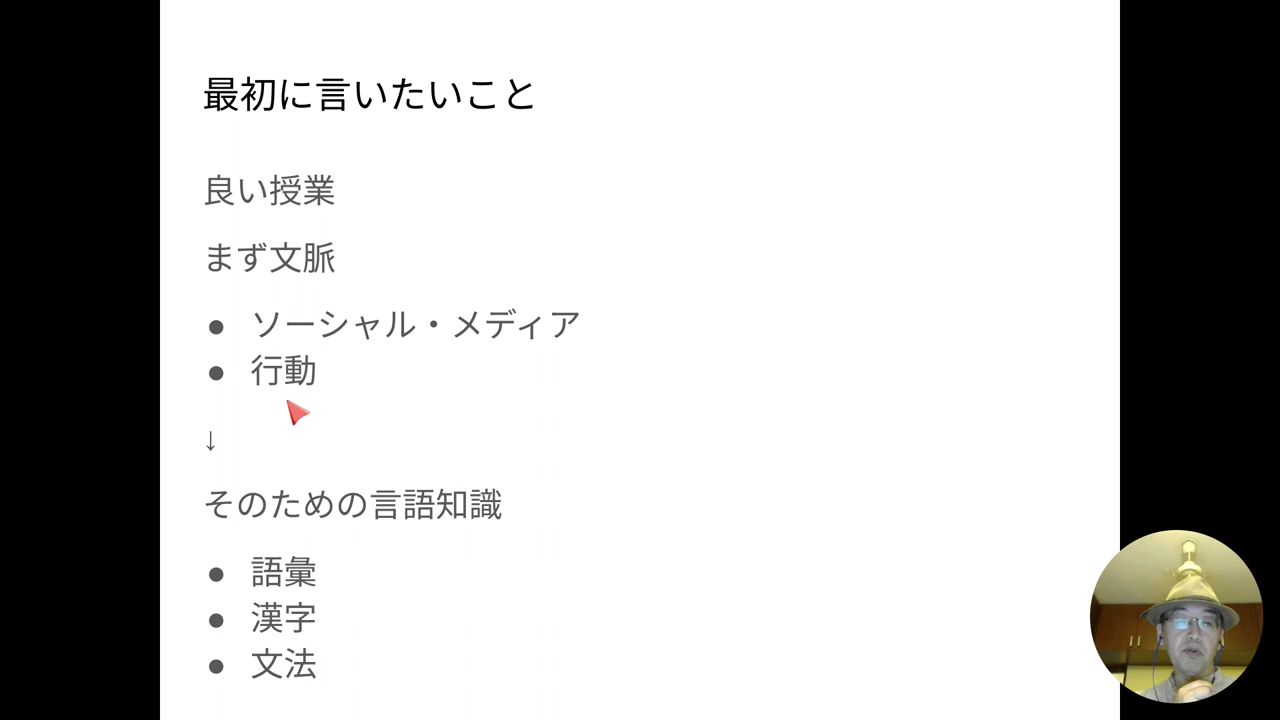 最初に言いたいこと
良い授業
まず文脈
● ソーシャル・メディア
● 行動
↓
そのための言語知識
● 語彙
● 漢字
● 文法